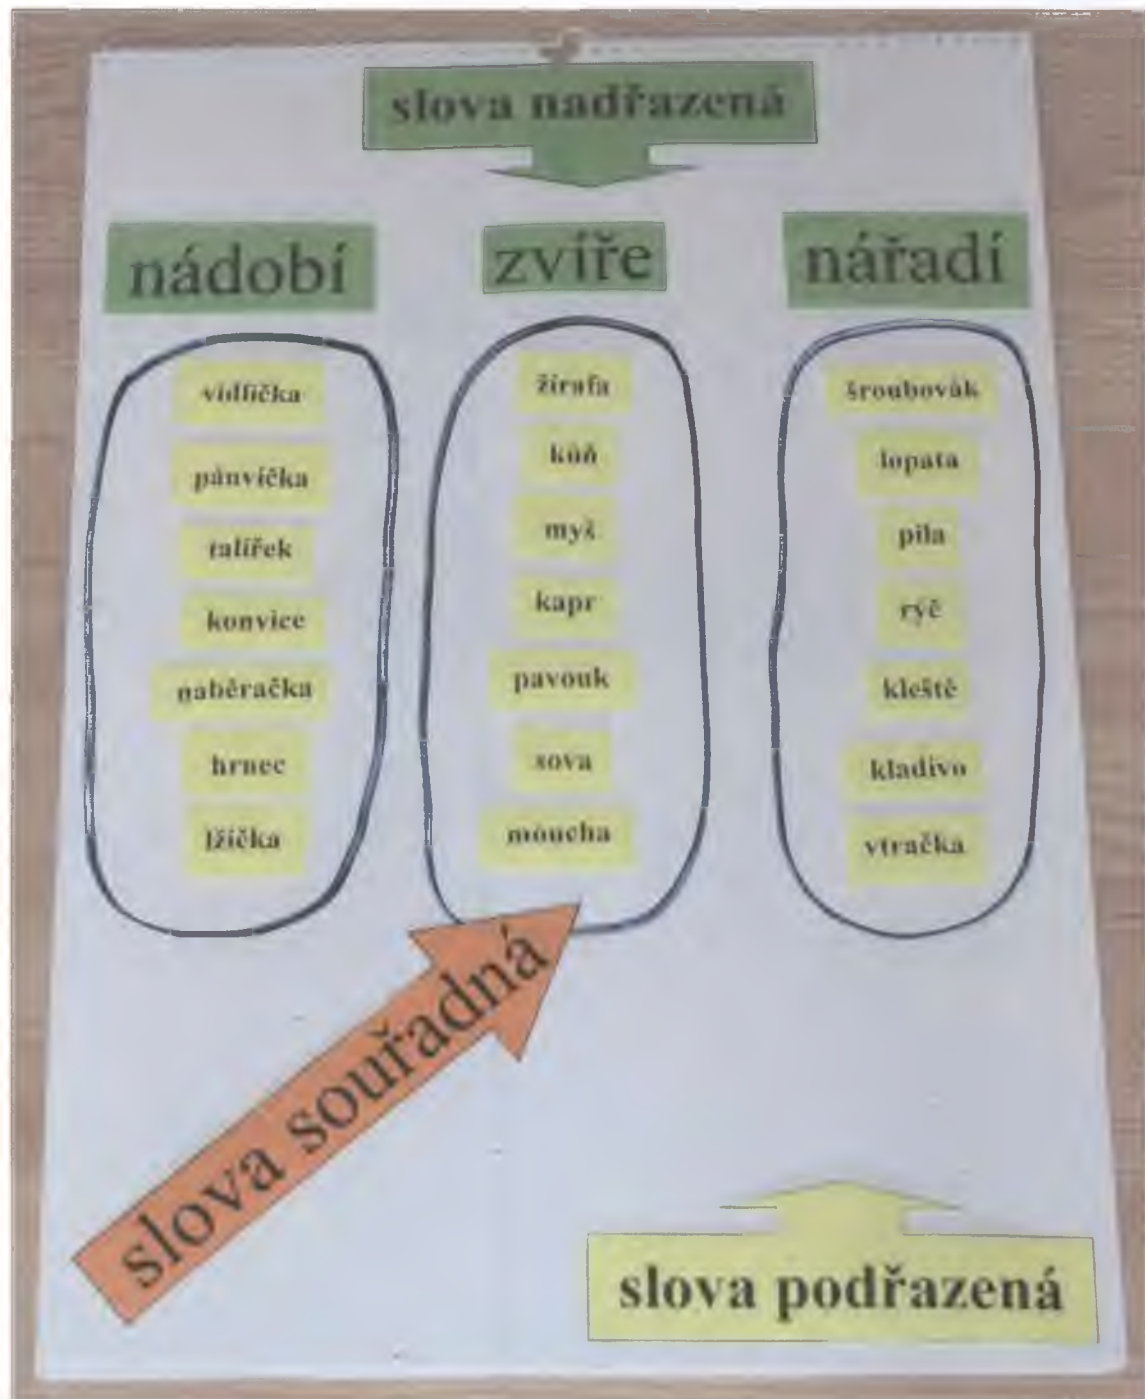 slova nadřazená
nádobí
zvíře
nářadí
vidlička
pánvička
talířek
konvice
naběračka
hrnec
lžička
žirafa
kůň
myš
kapr
pavouk
sova
moucha
šroubovák
lopata
pila
rýč
kleště
kladivo
vtračka
slova souřadná
slova podřazená